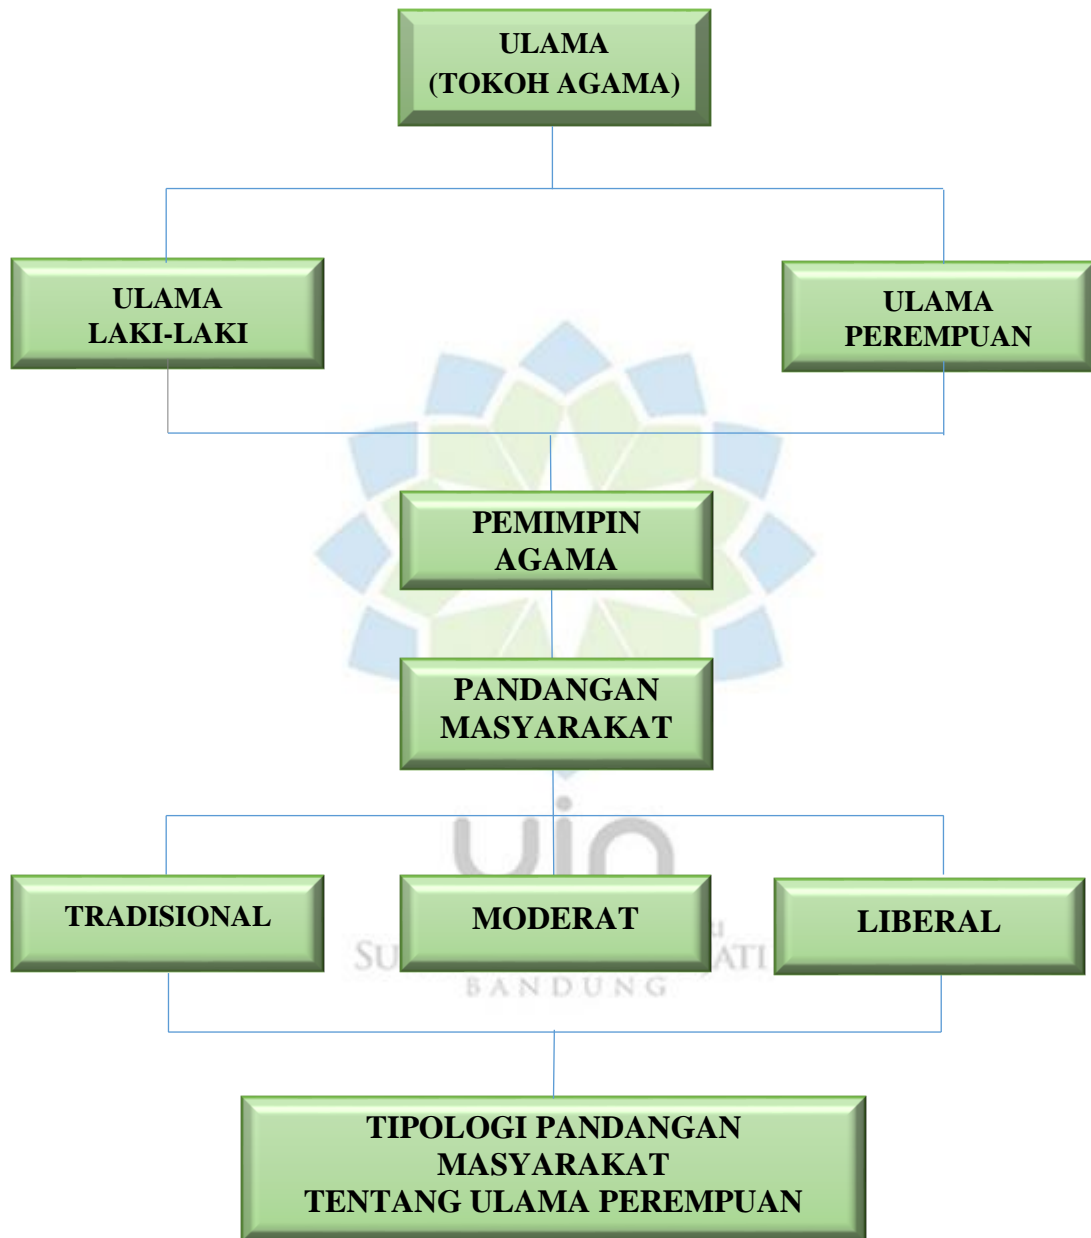 ULAMA
(TOKOH AGAMA)
ULAMA
LAKI-LAKI
ULAMA
PEREMPUAN
PEMIMPIN
AGAMA
PANDANGAN
MASYARAKAT
uin
TRADISIONAL
MODERAT
LIBERAL
BANDUNG
TIPOLOGI PANDANGAN
MASYARAKAT
TENTANG ULAMA PEREMPUAN